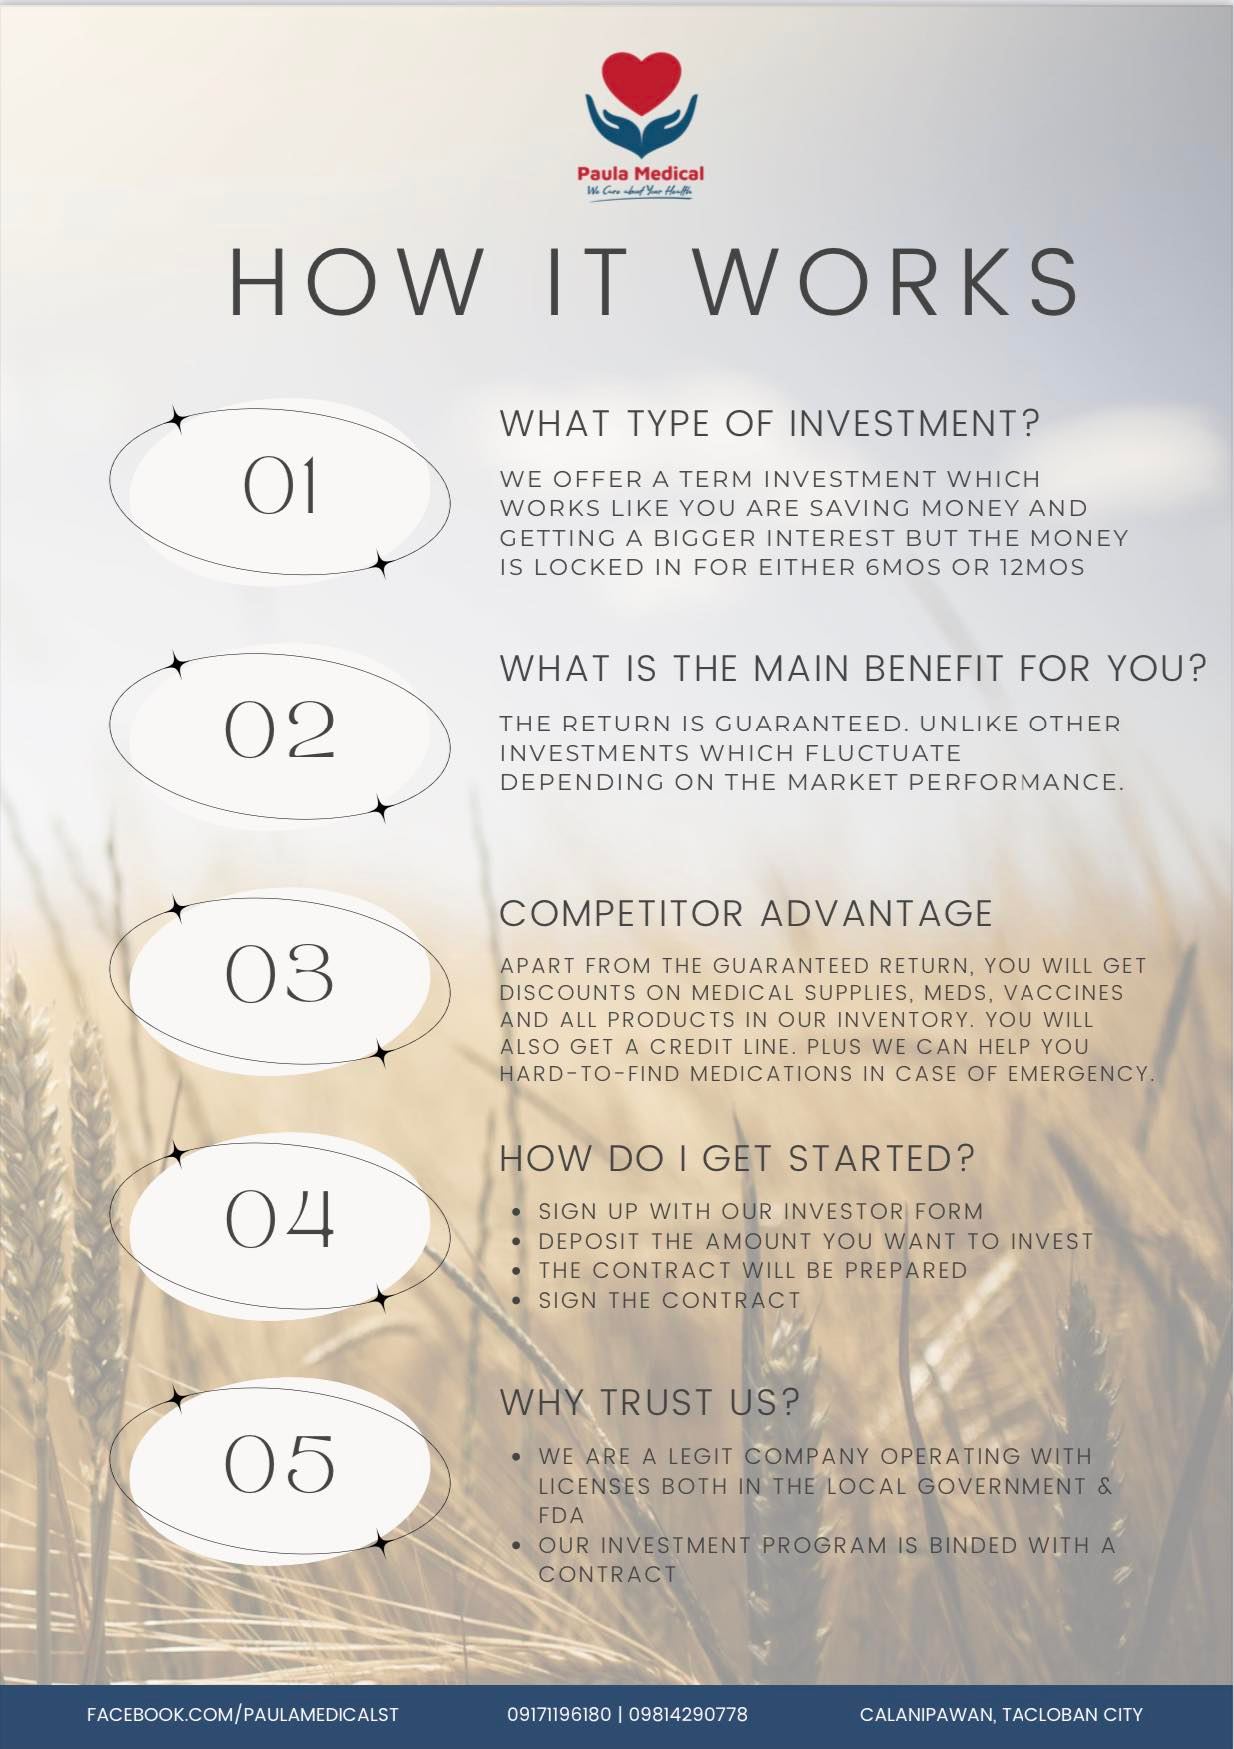 Paula Medical
We Care about Your Health
HOW IT WORKS
01
WHAT TYPE OF INVESTMENT?
WE OFFER A TERM INVESTMENT WHICH
WORKS LIKE YOU ARE SAVING MONEY AND
GETTING A BIGGER INTEREST BUT THE MONEY
IS LOCKED IN FOR EITHER 6MOS OR 12MOS
02
WHAT IS THE MAIN BENEFIT FOR YOU?
THE RETURN IS GUARANTEED. UNLIKE OTHER
INVESTMENTS WHICH FLUCTUATE
DEPENDING ON THE MARKET PERFORMANCE.
03
COMPETITOR ADVANTAGE
APART FROM THE GUARANTEED RETURN, YOU WILL GET
DISCOUNTS ON MEDICAL SUPPLIES, MEDS, VACCINES
AND ALL PRODUCTS IN OUR INVENTORY. YOU WILL
ALSO GET A CREDIT LINE. PLUS WE CAN HELP YOU
HARD-TO-FIND MEDICATIONS IN CASE OF EMERGENCY.
04
HOW DO I GET STARTED?
• SIGN UP WITH OUR INVESTOR FORM
• DEPOSIT THE AMOUNT YOU WANT TO INVEST
• THE CONTRACT WILL BE PREPARED
• SIGN THE CONTRACT
05
WHY TRUST US?
• WE ARE A LEGIT COMPANY OPERATING WITH
LICENSES BOTH IN THE LOCAL GOVERNMENT &
FDA
• OUR INVESTMENT PROGRAM IS BINDED WITH A
CONTRACT
FACEBOOK.COM/PAULAMEDICALST
09171196180 | 09814290778
CALANIPAWAN, TACLOBAN CITY